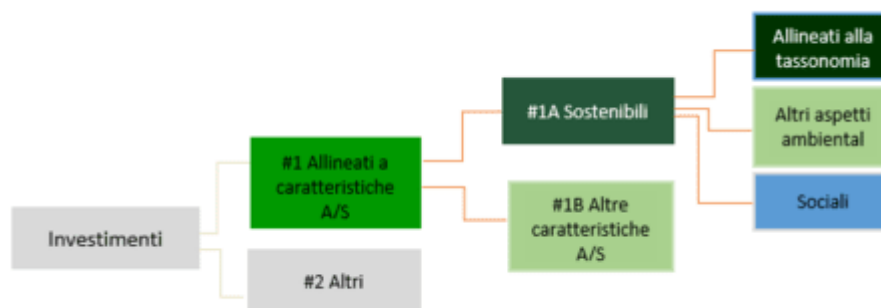 Investimenti
#1 Allineati a
caratteristiche
A/S
#2 Altri
#1A Sostenibili
#1B Altre
caratteristiche
A/S
Allineati alla
tassonomia
Altri aspetti
ambiental
Sociali